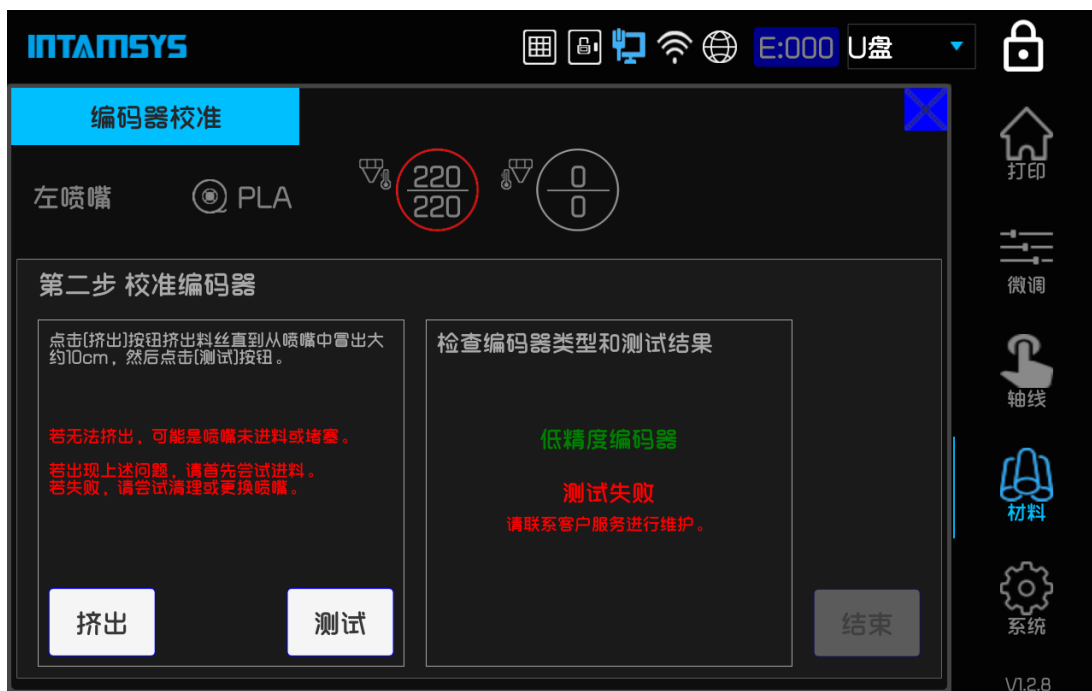 INTAMSYS
E:000 U盘
编码器校准
左喷嘴
PLA
220
220
0
0
第二步 校准编码器
点击[挤出]按钮挤出料丝直到从喷嘴中冒出大
约10cm，然后点击[测试]按钮。
若无法挤出，可能是喷嘴未进料或堵塞。
若出现上述问题，请首先尝试进料。
若失败，请尝试清理或更换喷嘴。
挤出
测试
检查编码器类型和测试结果
低精度编码器
测试失败
请联系客户服务进行维护。
结束
打印
微调
轴线
材料
系统
V1.2.8